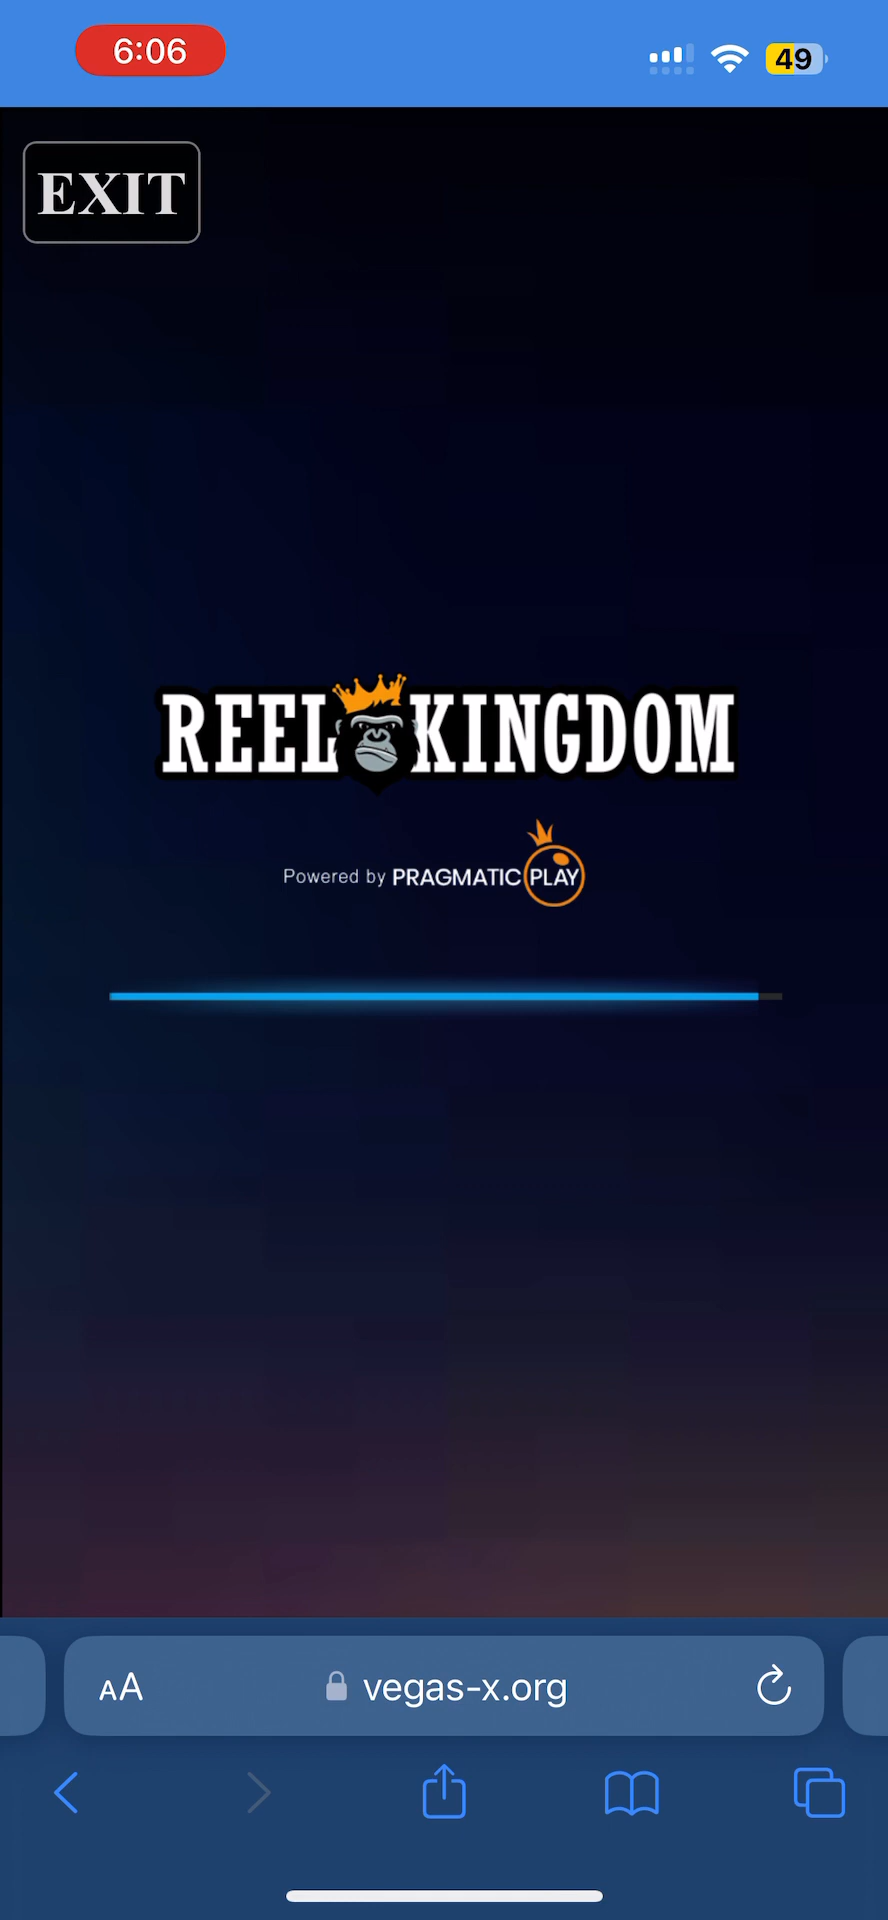 6:06
49
EXIT
REEL KINGDOM
Powered by PRAGMATIC PLAY
AA
vegas-x.org